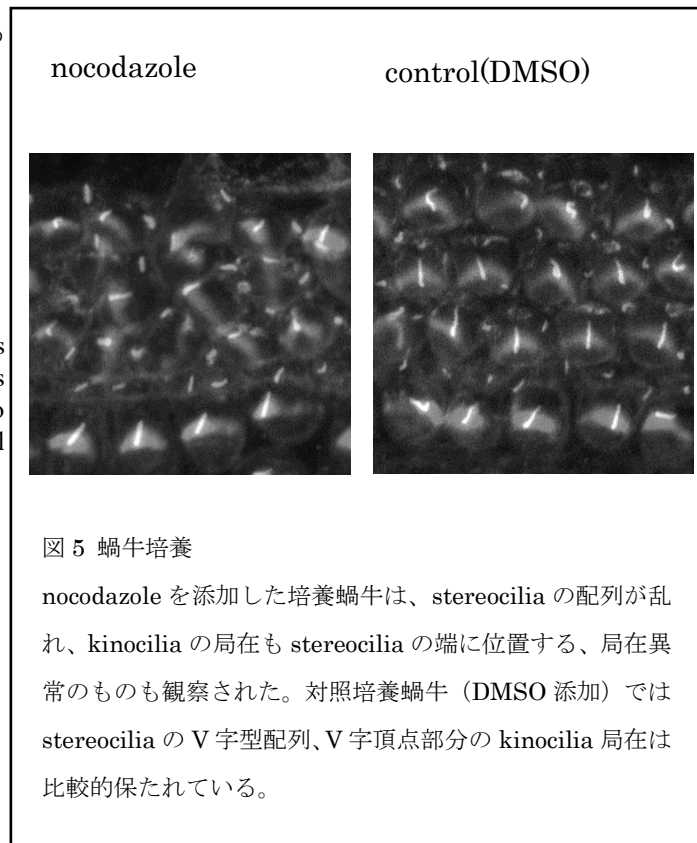 nocodazole
control(DMSO)
図 5 蝸牛培養
nocodazole を添加した培養蝸牛は、stereocilia の配列が乱
れ、kinocilia の局在も stereocilia の端に位置する、局在異
常のものも観察された。対照培養蝸牛（DMSO 添加）では
stereocilia の V 字型配列、V 字頂点部分の kinocilia 局在は
比較的保たれている。